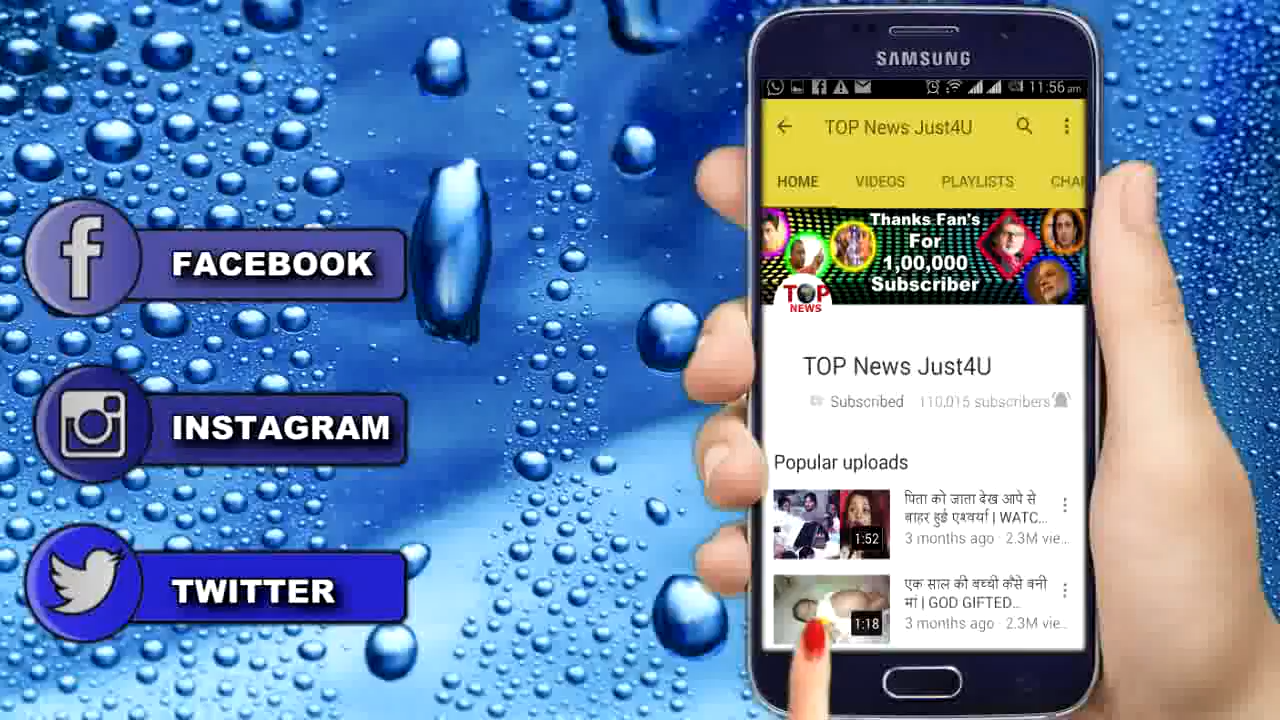 FACEBOOK
INSTAGRAM
TWITTER
SAMSUNG
11:56 am
TOP News Just4U
HOME VIDEOS PLAYLISTS CHA
Thanks Fan's
For
1,00,000
Subscriber
TOP
NEWS
TOP News Just4U
Subscribed 110,015 subscribers
Popular uploads
पिता को जाता देख आपे से
बाहर हुई एश्वर्या | WATC...
3 months ago · 2.3M vie...
1:52
एक साल की बच्ची कैसे बनी
मां | GOD GIFTED...
3 months ago · 2.3M vie...
1:18